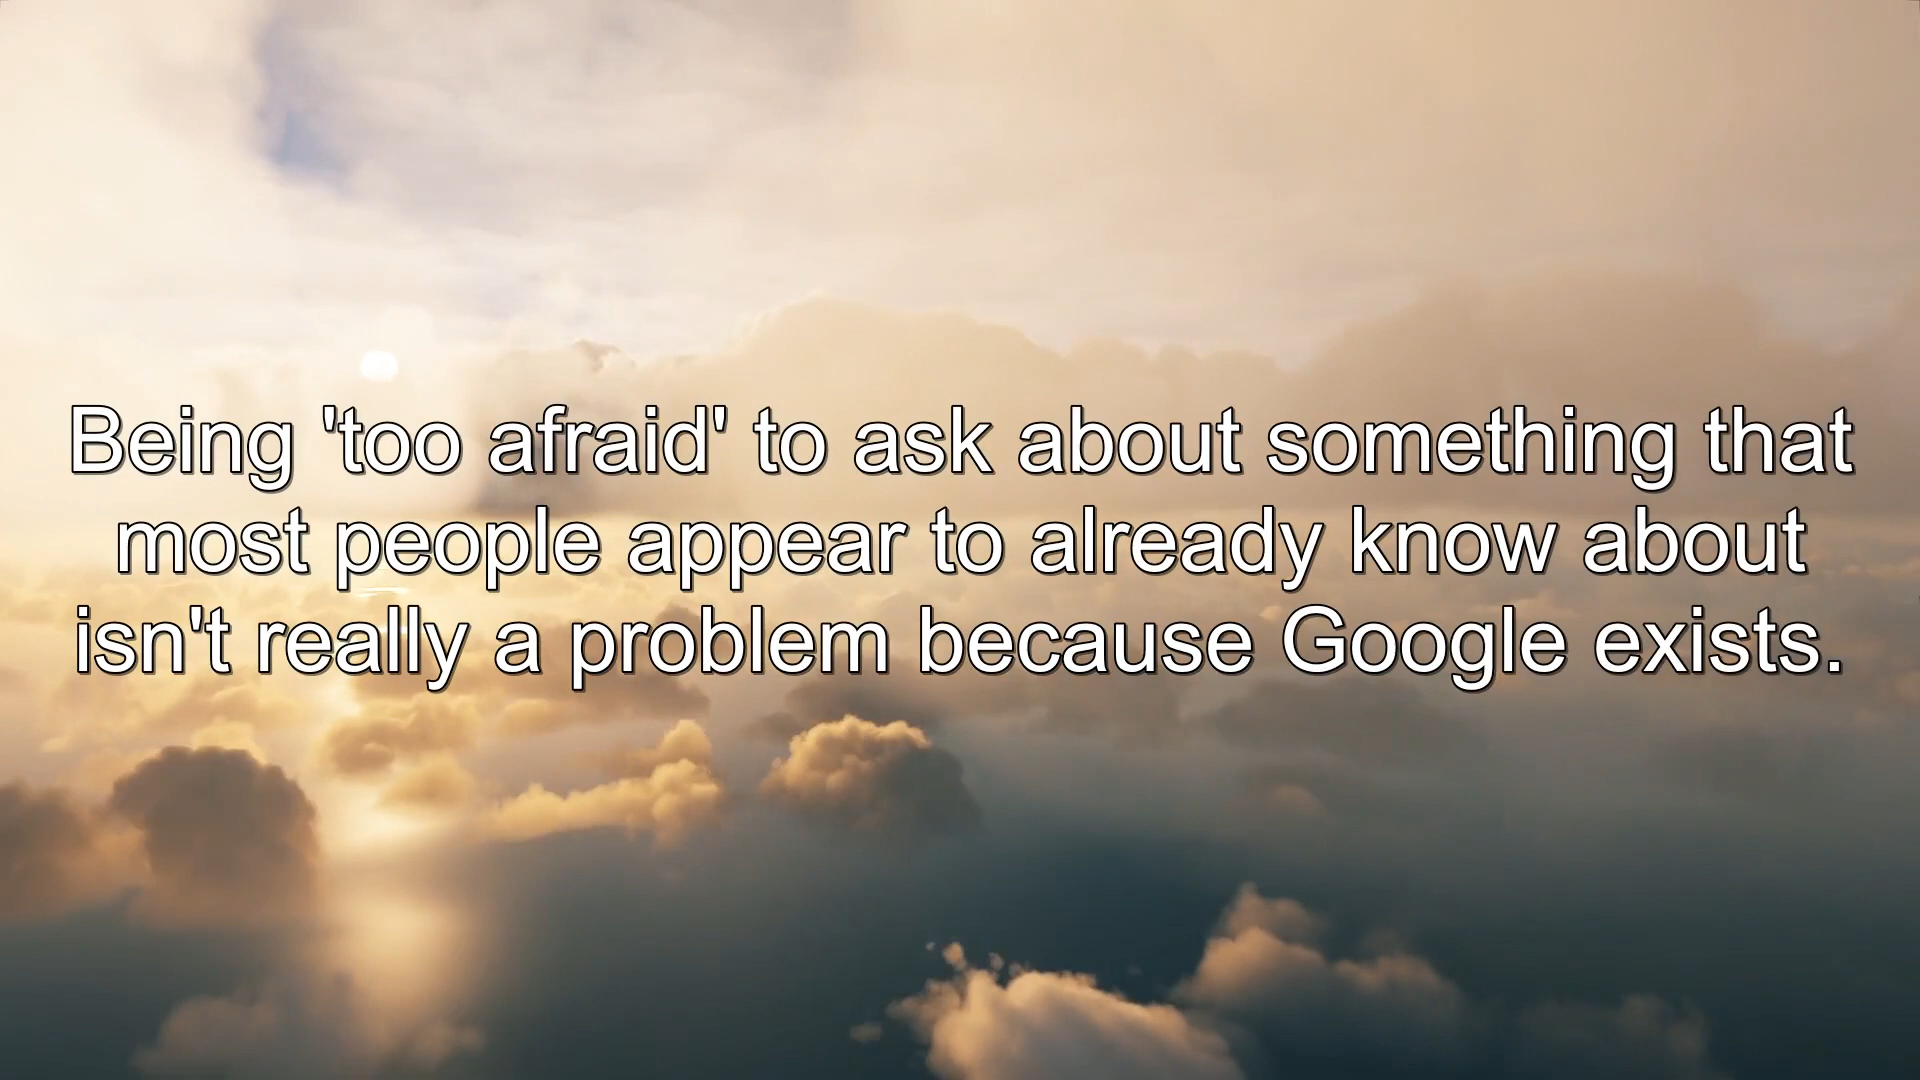 Being 'too afraid' to ask about something that
most people appear to already know about
isn't really a problem because Google exists.